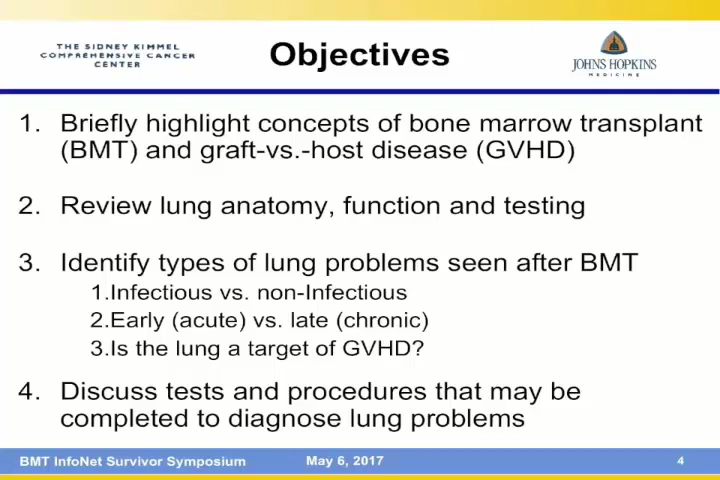 THE SIDNEY KIMMEL
COMPREHENSIVE CANCER
CENTER
Objectives
JOHNS HOPKINS
MEDICINE
1. Briefly highlight concepts of bone marrow transplant
(BMT) and graft-vs.-host disease (GVHD)
2. Review lung anatomy, function and testing
3. Identify types of lung problems seen after BMT
1.Infectious vs. non-Infectious
2.Early (acute) vs. late (chronic)
3.Is the lung a target of GVHD?
4. Discuss tests and procedures that may be
completed to diagnose lung problems
BMT InfoNet Survivor Symposium May 6, 2017 4